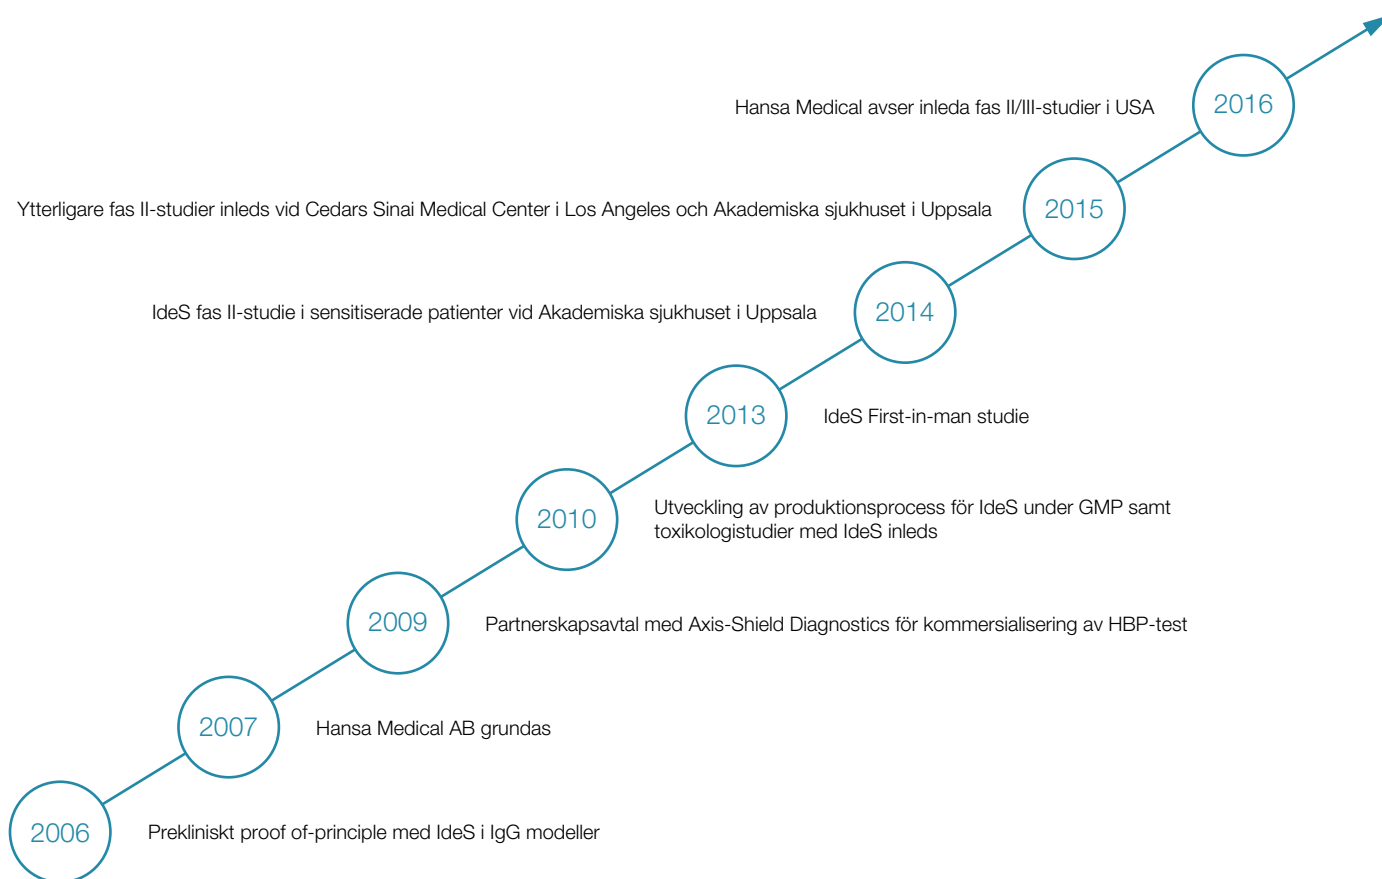 Hansa Medical avser inleda fas II/III-studier i USA
2016
Ytterligare fas II-studier inleds vid Cedars Sinai Medical Center i Los Angeles och Akademiska sjukhuset i Uppsala
2015
IdeS fas II-studie i sensitiserade patienter vid Akademiska sjukhuset i Uppsala
2014
2013
IdeS First-in-man studie
2010
Utveckling av produktionsprocess för IdeS under GMP samt
toxikologistudier med IdeS inleds
2009
Partnerskapsavtal med Axis-Shield Diagnostics för kommersialisering av HBP-test
2007
Hansa Medical AB grundas
2006
Prekliniskt proof of-principle med IdeS i IgG modeller